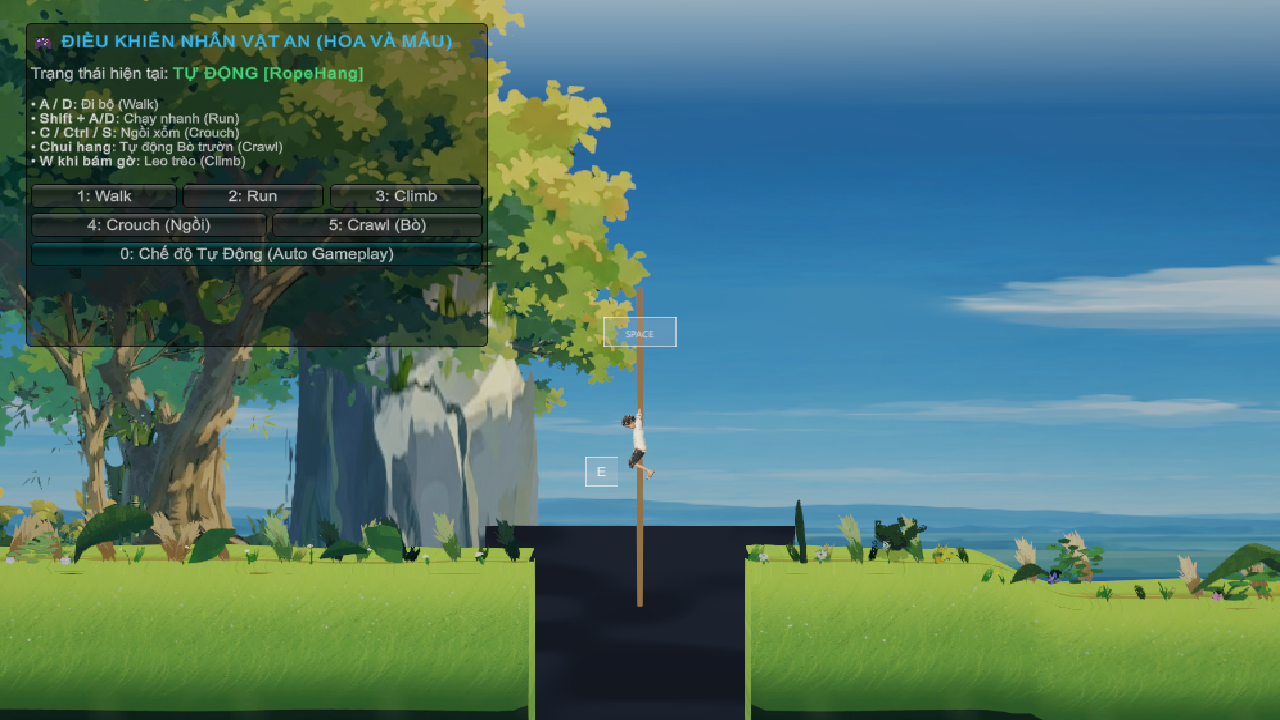 ĐIỀU KHIỂN NHÂN VẬT AN (HOA VÀ MÁU)
Trạng thái hiện tại: TỰ ĐỘNG [RopeHang]
• A / D: Đi bộ (Walk)
• Shift + A/D: Chạy nhanh (Run)
• C / Ctrl / S: Ngồi xổm (Crouch)
• Chui hang: Tự động Bò trườn (Crawl)
• W khi bám gờ: Leo trèo (Climb)
1: Walk 2: Run 3: Climb
4: Crouch (Ngồi) 5: Crawl (Bò)
0: Chế độ Tự Động (Auto Gameplay)
SPACE
E